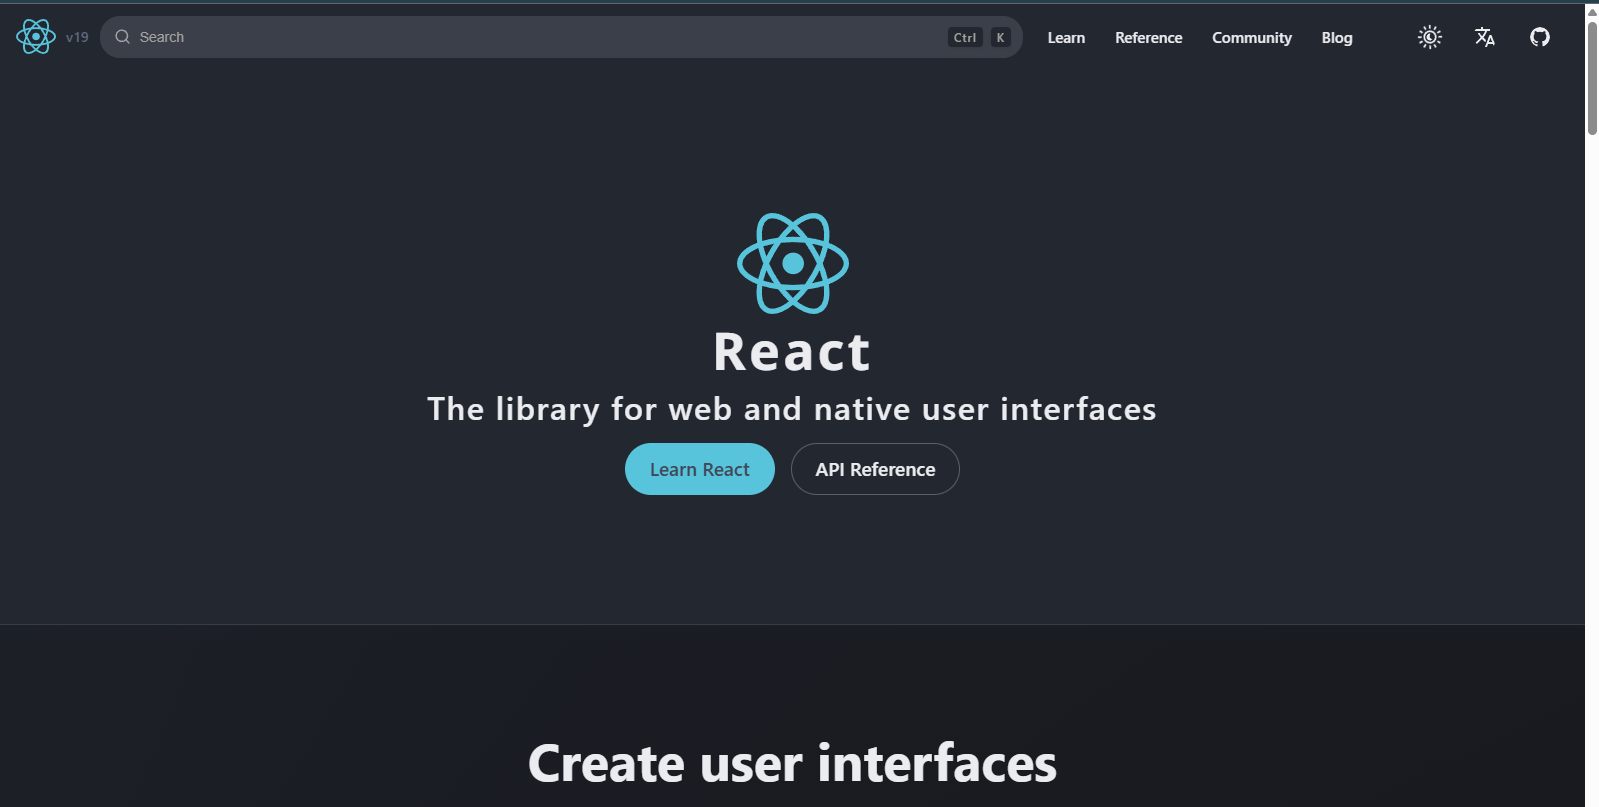 v19 Search Ctrl K Learn Reference Community Blog
React
The library for web and native user interfaces
Learn React API Reference
Create user interfaces